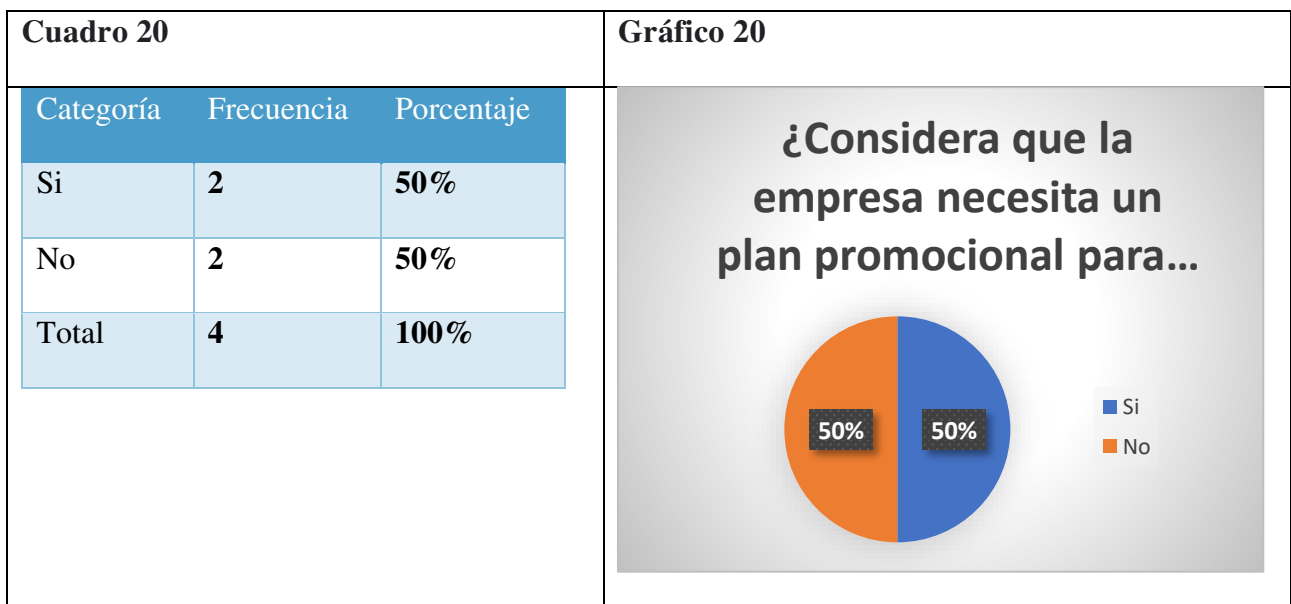 Cuadro 20
Gráfico 20
Categoría Frecuencia Porcentaje
Si 2 50%
No 2 50%
Total 4 100%
¿Considera que la
empresa necesita un
plan promocional para...
50% 50%
Si
No